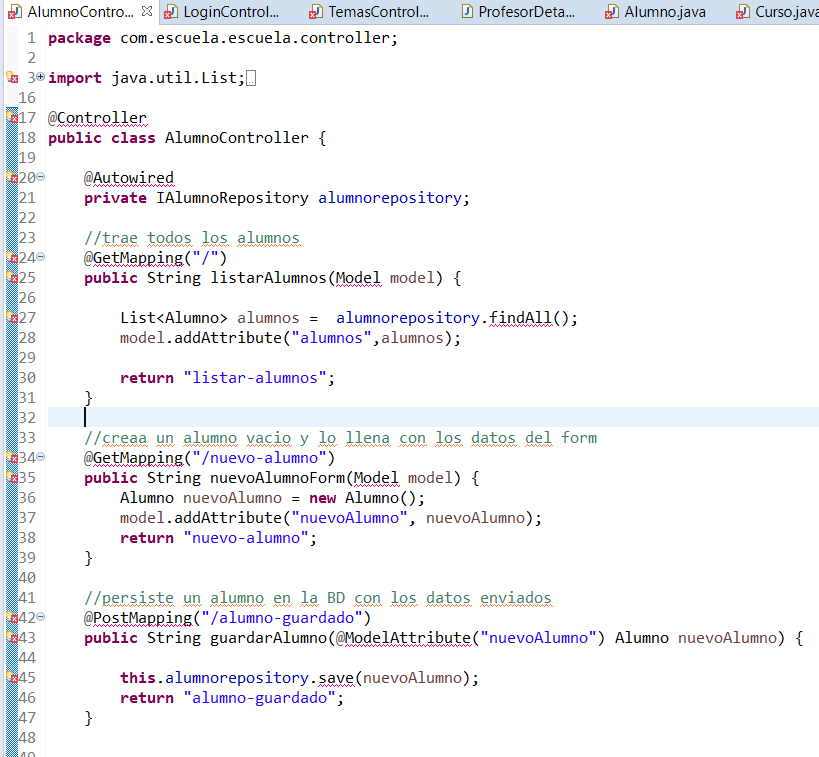 AlumnoContro... LoginControl... TemasControl... ProfesorDeta... Alumno.java Curso.java
1 package com.escuela.escuela.controller;
2
3 import java.util.List;
16
17 @Controller
18 public class AlumnoController {
19
20 @Autowired
21 private IAlumnoRepository alumnorepository;
22
23 //trae todos los alumnos
24 @GetMapping("/")
25 public String listarAlumnos(Model model) {
26
27 List<Alumno> alumnos =  alumnorepository.findAll();
28 model.addAttribute("alumnos",alumnos);
29
30 return "listar-alumnos";
31 }
32
33 //creaa un alumno vacio y lo llena con los datos del form
34 @GetMapping("/nuevo-alumno")
35 public String nuevoAlumnoForm(Model model) {
36 Alumno nuevoAlumno = new Alumno();
37 model.addAttribute("nuevoAlumno", nuevoAlumno);
38 return "nuevo-alumno";
39 }
40
41 //persiste un alumno en la BD con los datos enviados
42 @PostMapping("/alumno-guardado")
43 public String guardarAlumno(@ModelAttribute("nuevoAlumno") Alumno nuevoAlumno) {
44
45 this.alumnorepository.save(nuevoAlumno);
46 return "alumno-guardado";
47 }
48
49